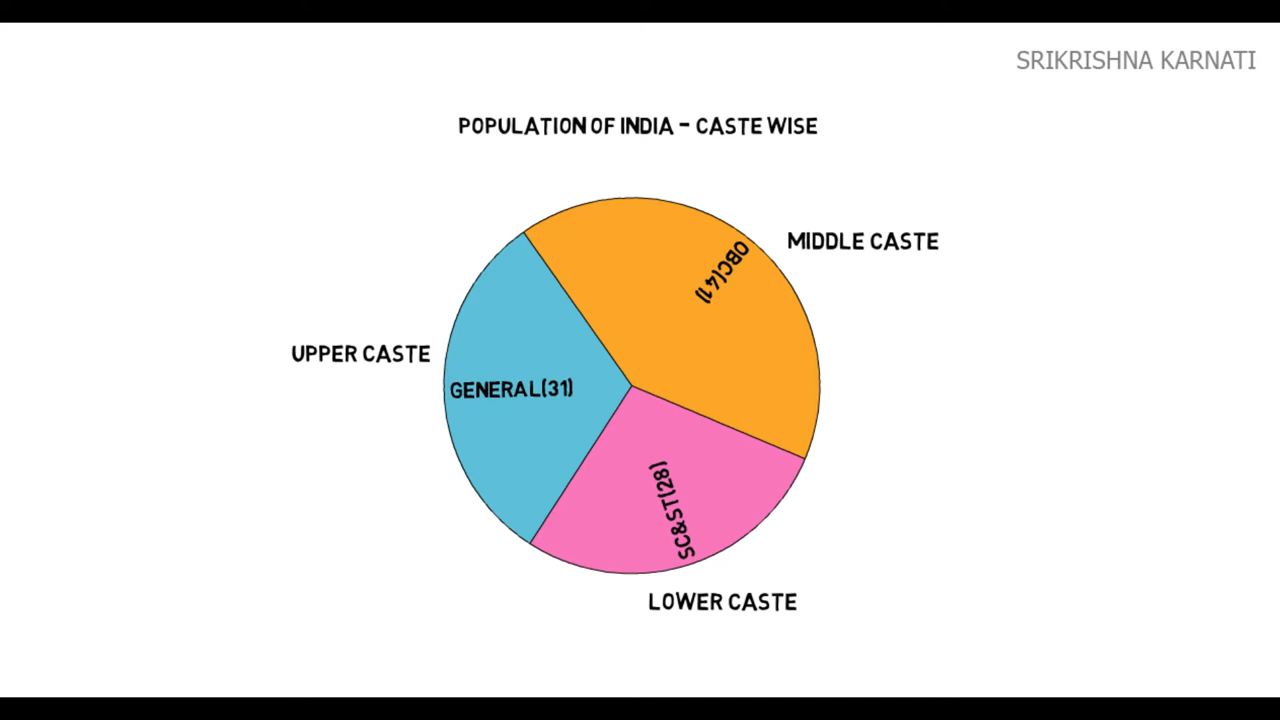 SRIKRISHNA KARNATI
POPULATION OF INDIA - CASTE WISE
OBC(41)
MIDDLE CASTE
UPPER CASTE
GENERAL(31)
SC&ST(28)
LOWER CASTE